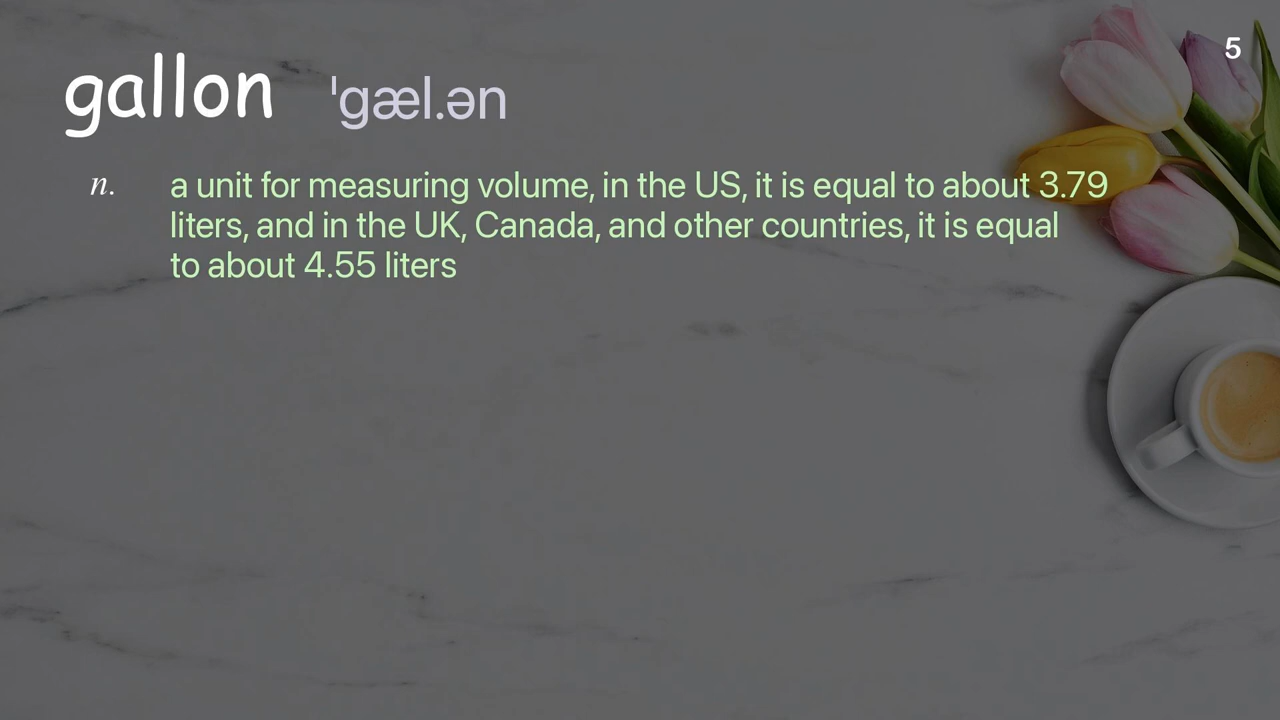 5
gallon ˈgæl.ən
n. a unit for measuring volume, in the US, it is equal to about 3.79
liters, and in the UK, Canada, and other countries, it is equal
to about 4.55 liters